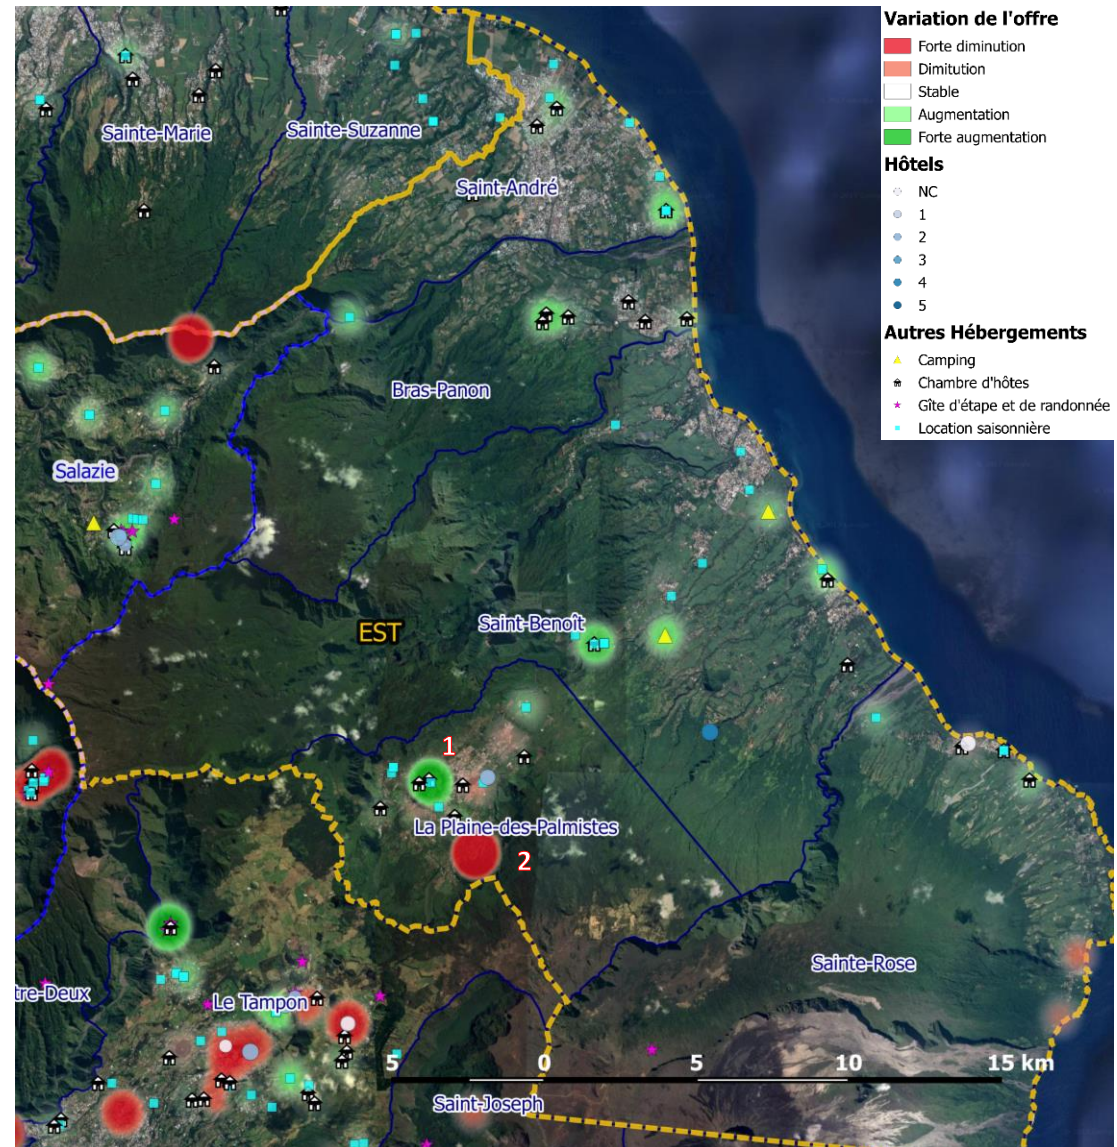 Variation de l'offre
Forte diminution
Dimitution
Stable
Augmentation
Forte augmentation
Hôtels
NC
1
2
3
4
5
Autres Hébergements
Camping
Chambre d'hôtes
Gîte d'étape et de randonnée
Location saisonnière
Sainte-Marie
Sainte-Suzanne
Saint-André
Bras-Panon
Salazie
EST
Saint-Benoît
1
La Plaine-des-Palmistes
2
Sainte-Rose
tre-Deux
Le Tampon
5 0 5 10 15 km
Saint-Joseph